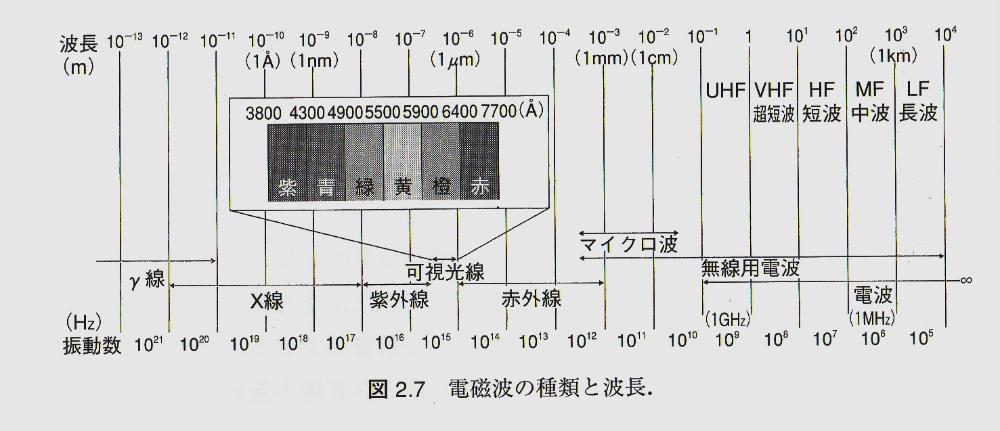 波長 10⁻¹³ 10⁻¹² 10⁻¹¹ 10⁻¹⁰ 10⁻⁹ 10⁻⁸ 10⁻⁷ 10⁻⁶ 10⁻⁵ 10⁻⁴ 10⁻³ 10⁻² 10⁻¹ 1 10¹ 10² 10³ 10⁴
(m) (1Å) (1nm) (1μm) (1mm) (1cm) (1km)
UHF VHF HF MF LF
超短波 短波 中波 長波
3800 4300 4900 5500 5900 6400 7700(Å)
紫 青 緑 黄 橙 赤
マイクロ波
可視光線 無線用電波
γ線 X線 紫外線 赤外線 電波 ∞
(Hz) (1GHz) (1MHz)
振動数 10²¹ 10²⁰ 10¹⁹ 10¹⁸ 10¹⁷ 10¹⁶ 10¹⁵ 10¹⁴ 10¹³ 10¹² 10¹¹ 10¹⁰ 10⁹ 10⁸ 10⁷ 10⁶ 10⁵
図 2.7 電磁波の種類と波長.